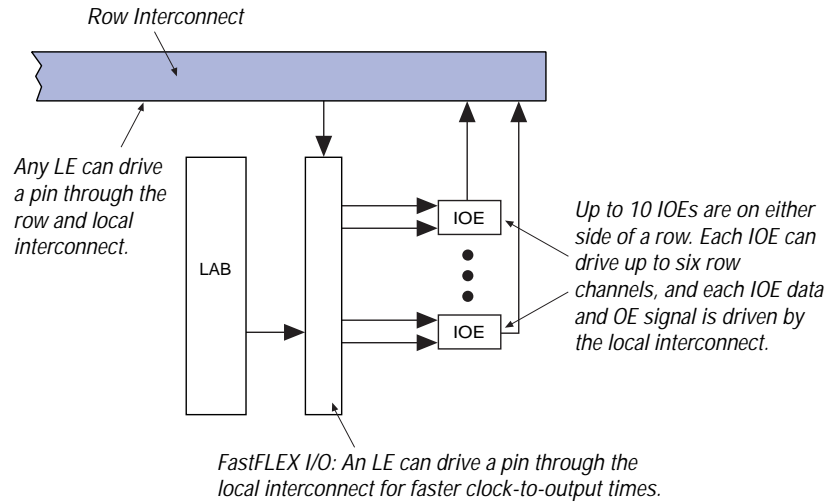 Row Interconnect
Any LE can drive
a pin through the
row and local
interconnect.
LAB
IOE
IOE
Up to 10 IOEs are on either
side of a row. Each IOE can
drive up to six row
channels, and each IOE data
and OE signal is driven by
the local interconnect.
FastFLEX I/O: An LE can drive a pin through the
local interconnect for faster clock-to-output times.